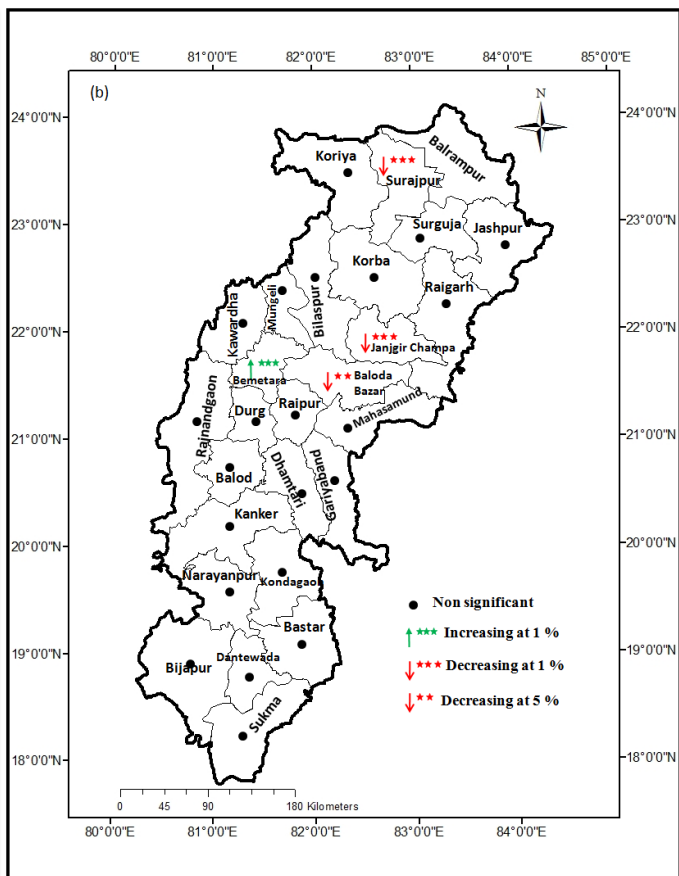 80°0'0"E 81°0'0"E 82°0'0"E 83°0'0"E 84°0'0"E 85°0'0"E
(b)
N
24°0'0"N
24°0'0"N
Balrampur
Koriya
Surajpur
23°0'0"N
23°0'0"N
Surguja
Jashpur
Korba
Raigarh
Bilaspur
Mungeli
Kawardha
22°0'0"N
22°0'0"N
Janjgir Champa
Bemetara
Baloda
Bazar
Mahasamund
Rajnandgaon
Durg
Raipur
21°0'0"N
21°0'0"N
Balod
Dhamtari
Gariyaband
Kanker
20°0'0"N
20°0'0"N
Narayanpur
Kondagaon
Non significant
Bastar
Increasing at 1 %
19°0'0"N
19°0'0"N
Dantewada
Bijapur
Decreasing at 1 %
Decreasing at 5 %
Sukma
18°0'0"N
18°0'0"N
0 45 90 180 Kilometers
80°0'0"E 81°0'0"E 82°0'0"E 83°0'0"E 84°0'0"E